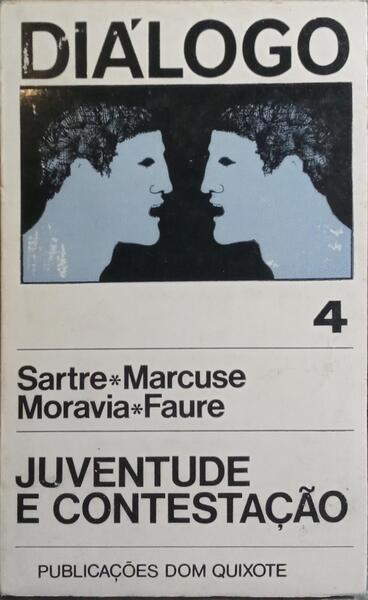 DIÁLOGO
4
Sartre*Marcuse
Moravia*Faure
JUVENTUDE
E CONTESTAÇÃO
PUBLICAÇÕES DOM QUIXOTE